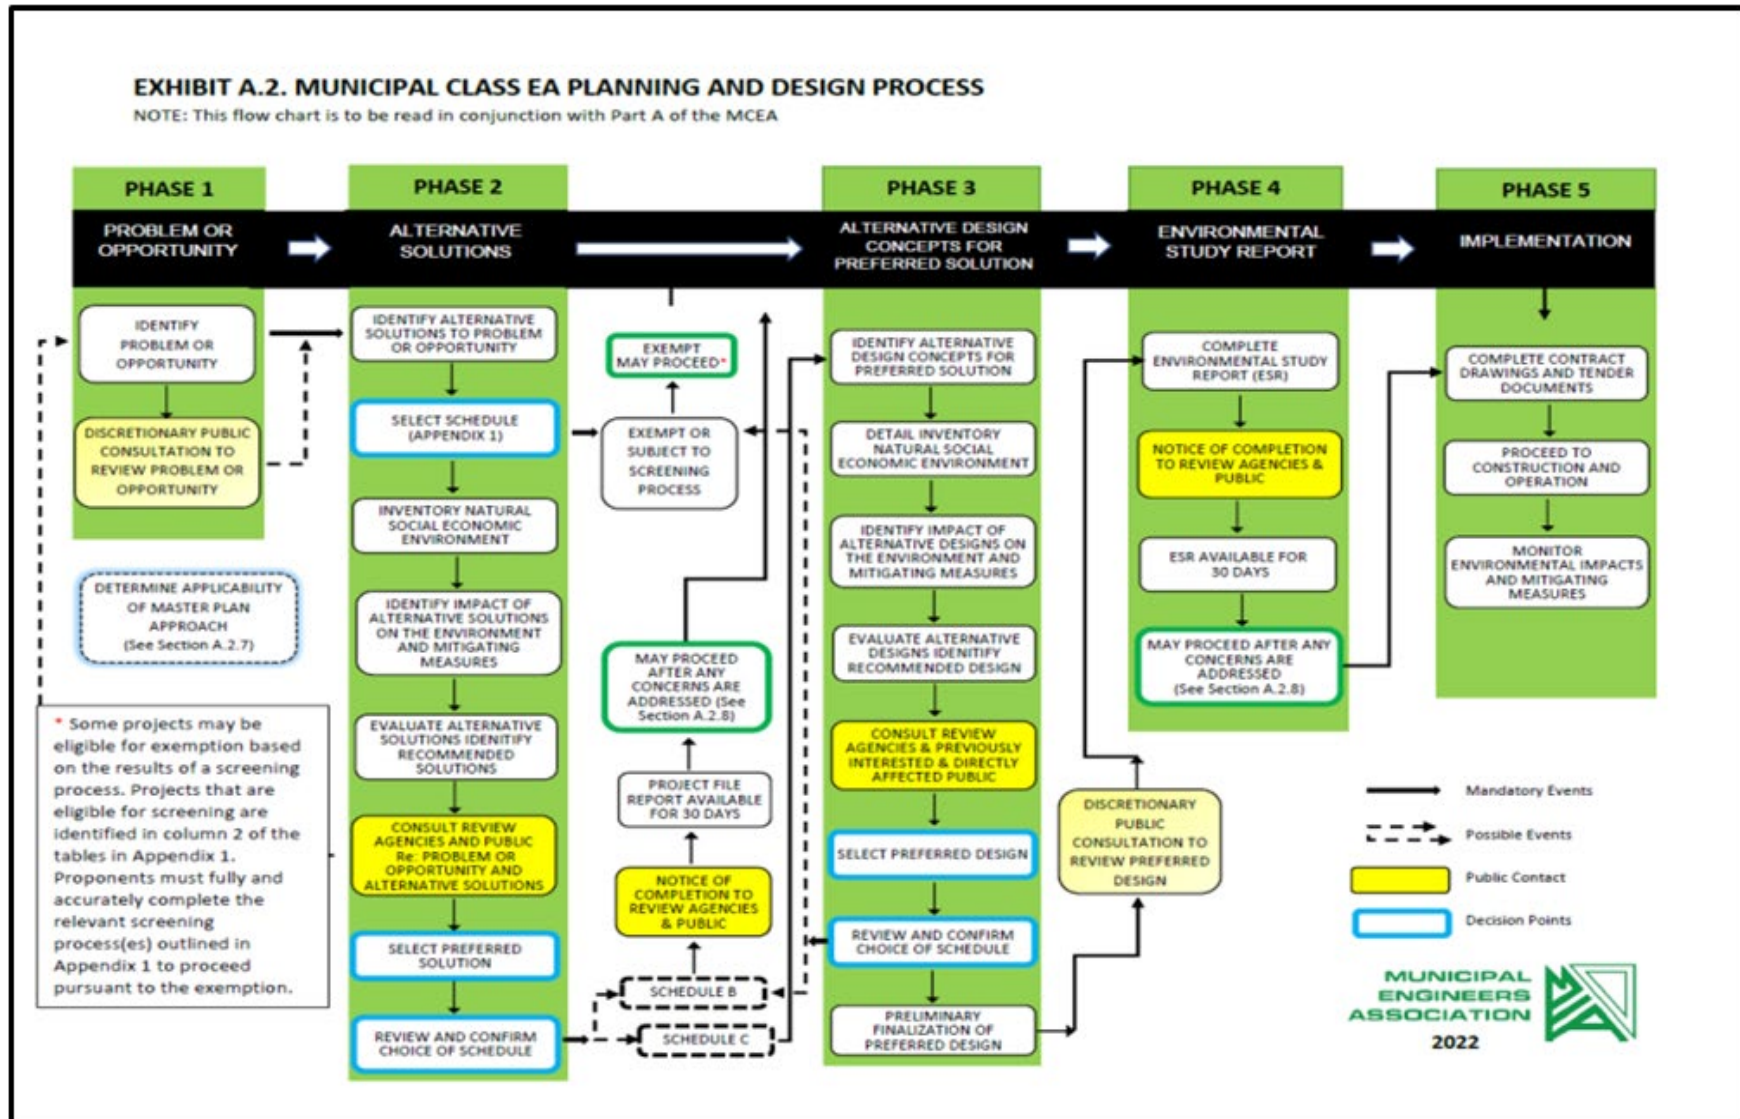 EXHIBIT A.2. MUNICIPAL CLASS EA PLANNING AND DESIGN PROCESS
NOTE: This flow chart is to be read in conjunction with Part A of the MCEA
PHASE 1
PROBLEM OR
OPPORTUNITY
IDENTIFY
PROBLEM OR
OPPORTUNITY
DISCRETIONARY PUBLIC
CONSULTATION TO
REVIEW PROBLEM OR
OPPORTUNITY
DETERMINE APPLICABILITY
OF MASTER PLAN
APPROACH
(See Section A.2.7)
* Some projects may be
eligible for exemption based
on the results of a screening
process. Projects that are
eligible for screening are
identified in column 2 of the
tables in Appendix 1.
Proponents must fully and
accurately complete the
relevant screening
process(es) outlined in
Appendix 1 to proceed
pursuant to the exemption.
PHASE 2
ALTERNATIVE
SOLUTIONS
IDENTIFY ALTERNATIVE
SOLUTIONS TO PROBLEM
OR OPPORTUNITY
SELECT SCHEDULE
(APPENDIX 1)
INVENTORY NATURAL
SOCIAL ECONOMIC
ENVIRONMENT
IDENTIFY IMPACT OF
ALTERNATIVE SOLUTIONS
ON THE ENVIRONMENT
AND MITIGATING
MEASURES
EVALUATE ALTERNATIVE
SOLUTIONS IDENITIFY
RECOMMENDED
SOLUTIONS
CONSULT REVIEW
AGENCIES AND PUBLIC
Re: PROBLEM OR
OPPORTUNITY AND
ALTERNATIVE SOLUTIONS
SELECT PREFERRED
SOLUTION
REVIEW AND CONFIRM
CHOICE OF SCHEDULE
EXEMPT
MAY PROCEED*
EXEMPT OR
SUBJECT TO
SCREENING
PROCESS
MAY PROCEED
AFTER ANY
CONCERNS ARE
ADDRESSED (See
Section A.2.8)
PROJECT FILE
REPORT AVAILABLE
FOR 30 DAYS
NOTICE OF
COMPLETION TO
REVIEW AGENCIES
& PUBLIC
SCHEDULE B
SCHEDULE C
PHASE 3
ALTERNATIVE DESIGN
CONCEPTS FOR
PREFERRED SOLUTION
IDENTIFY ALTERNATIVE
DESIGN CONCEPTS FOR
PREFERRED SOLUTION
DETAIL INVENTORY
NATURAL SOCIAL
ECONOMIC ENVIRONMENT
IDENTIFY IMPACT OF
ALTERNATIVE DESIGNS ON
THE ENVIRONMENT AND
MITIGATING MEASURES
EVALUATE ALTERNATIVE
DESIGNS IDENITIFY
RECOMMENDED DESIGN
CONSULT REVIEW
AGENCIES & PREVIOUSLY
INTERESTED & DIRECTLY
AFFECTED PUBLIC
SELECT PREFERRED DESIGN
REVIEW AND CONFIRM
CHOICE OF SCHEDULE
PRELIMINARY
FINALIZATION OF
PREFERRED DESIGN
DISCRETIONARY
PUBLIC
CONSULTATION TO
REVIEW PREFERRED
DESIGN
PHASE 4
ENVIRONMENTAL
STUDY REPORT
COMPLETE
ENVIRONMENTAL STUDY
REPORT (ESR)
NOTICE OF COMPLETION
TO REVIEW AGENCIES &
PUBLIC
ESR AVAILABLE FOR
30 DAYS
MAY PROCEED AFTER ANY
CONCERNS ARE
ADDRESSED
(See Section A.2.8)
PHASE 5
IMPLEMENTATION
COMPLETE CONTRACT
DRAWINGS AND TENDER
DOCUMENTS
PROCEED TO
CONSTRUCTION AND
OPERATION
MONITOR
ENVIRONMENTAL IMPACTS
AND MITIGATING
MEASURES
Mandatory Events
Possible Events
Public Contact
Decision Points
MUNICIPAL
ENGINEERS
ASSOCIATION
2022